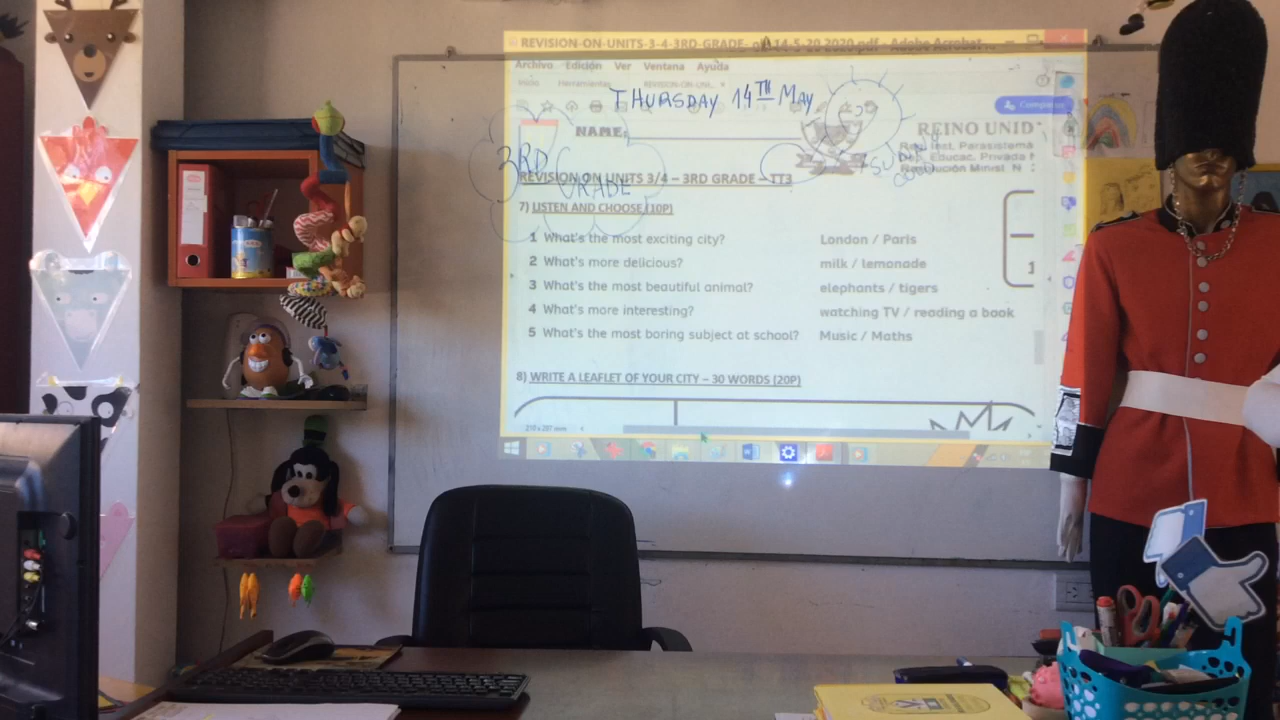 REVISION-ON-UNITS-3-4-3RD-GRADE-
Archivo Edición Ver Ventana Ayuda
Inicio Herramientas
THURSDAY 14TH MAY
NAME:
REINO UNID
3RD GRADE
SUNNY
COLD
REVISION ON UNITS 3/4 – 3RD GRADE – TT3
7) LISTEN AND CHOOSE (10P)
1 What's the most exciting city? London / Paris
2 What's more delicious? milk / lemonade
3 What's the most beautiful animal? elephants / tigers
4 What's more interesting? watching TV / reading a book
5 What's the most boring subject at school? Music / Maths
8) WRITE A LEAFLET OF YOUR CITY – 30 WORDS (20P)